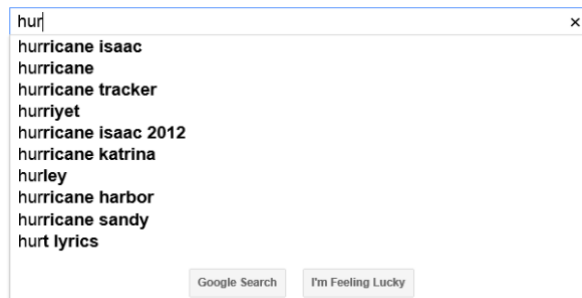 hur
hurricane isaac
hurricane
hurricane tracker
hurriyet
hurricane isaac 2012
hurricane katrina
hurley
hurricane harbor
hurricane sandy
hurt lyrics
Google Search I'm Feeling Lucky